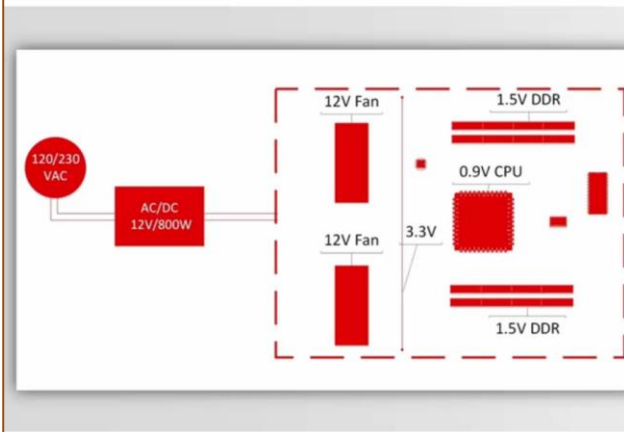 120/230
VAC
AC/DC
12V/800W
12V Fan
12V Fan
3.3V
1.5V DDR
0.9V CPU
1.5V DDR